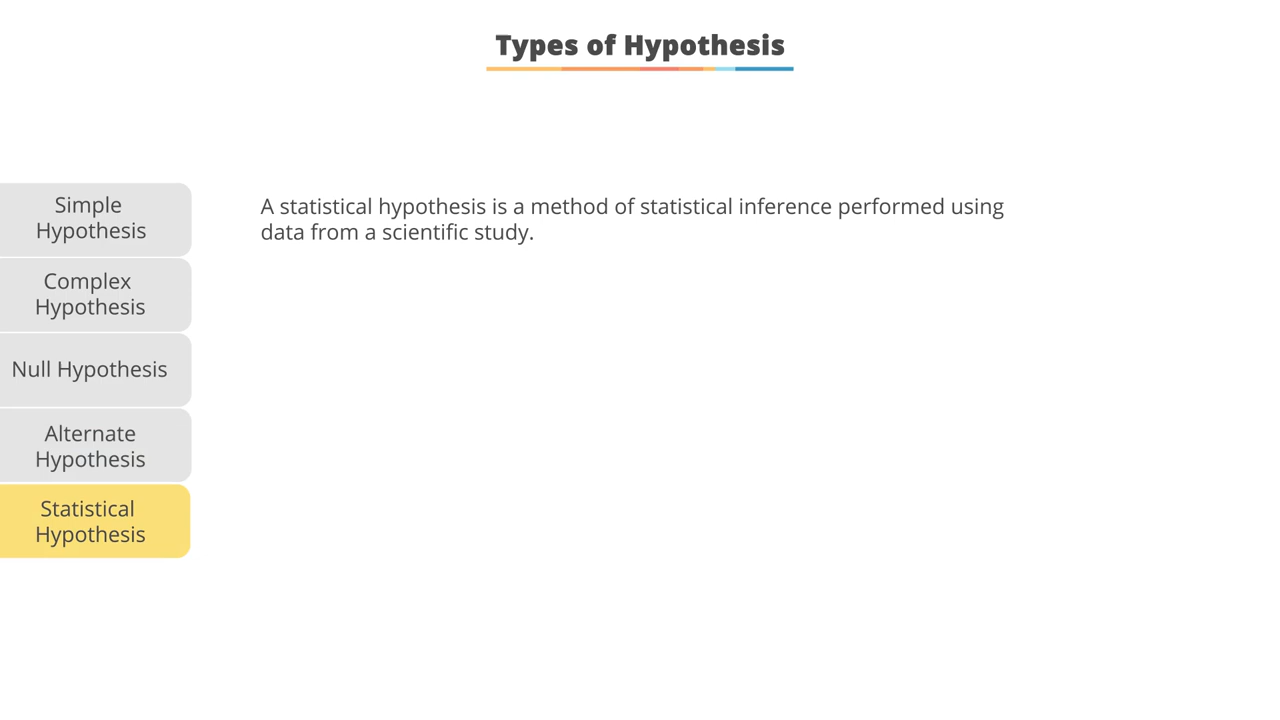 Types of Hypothesis
Simple
Hypothesis
Complex
Hypothesis
Null Hypothesis
Alternate
Hypothesis
Statistical
Hypothesis
A statistical hypothesis is a method of statistical inference performed using
data from a scientific study.